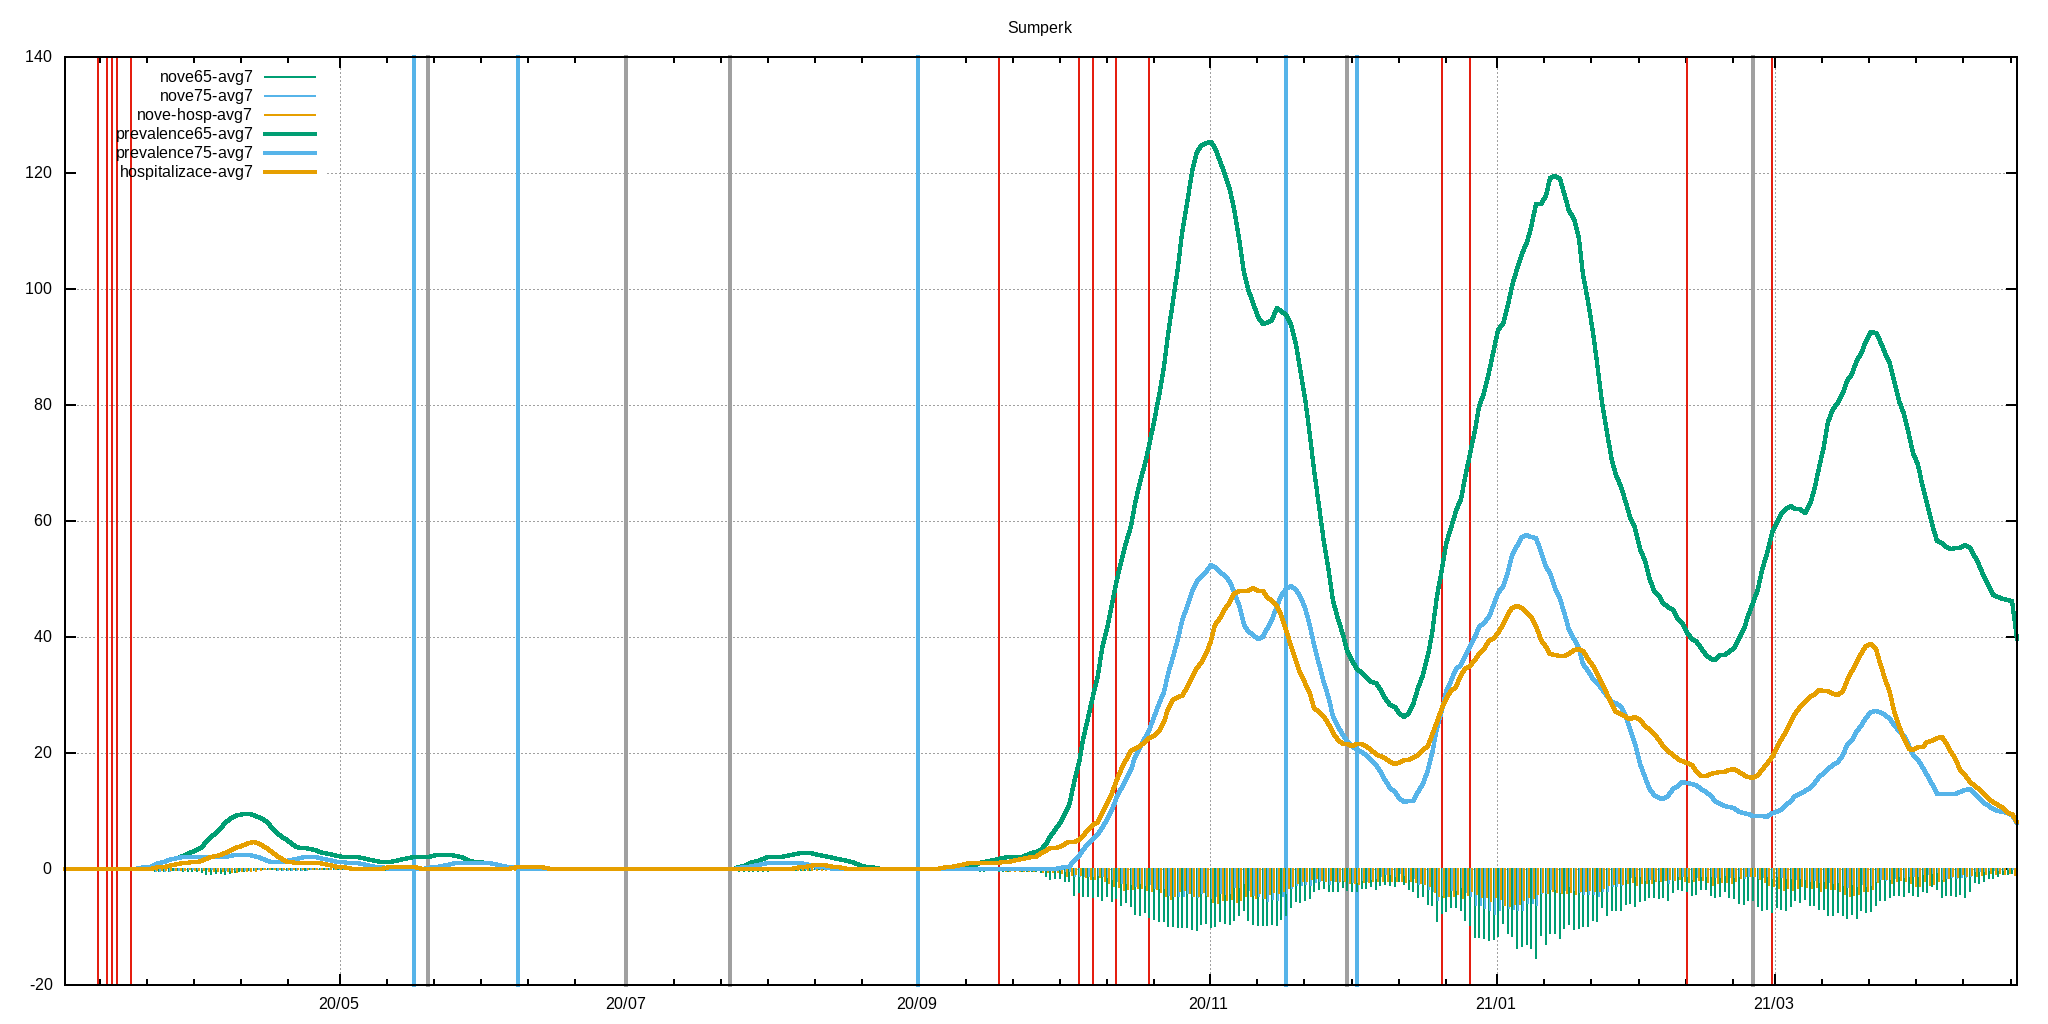 Sumperk
140
120
100
80
60
40
20
0
-20
nove65-avg7
nove75-avg7
nove-hosp-avg7
prevalence65-avg7
prevalence75-avg7
hospitalizace-avg7
20/05
20/07
20/09
20/11
21/01
21/03